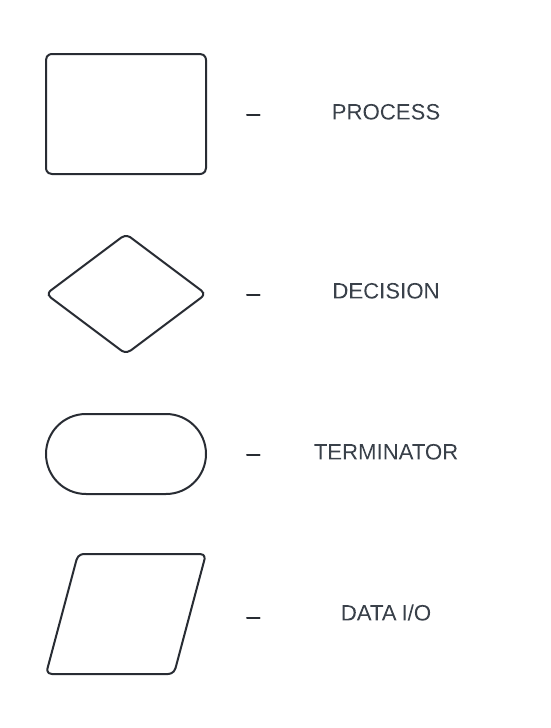 – PROCESS
– DECISION
– TERMINATOR
– DATA I/O